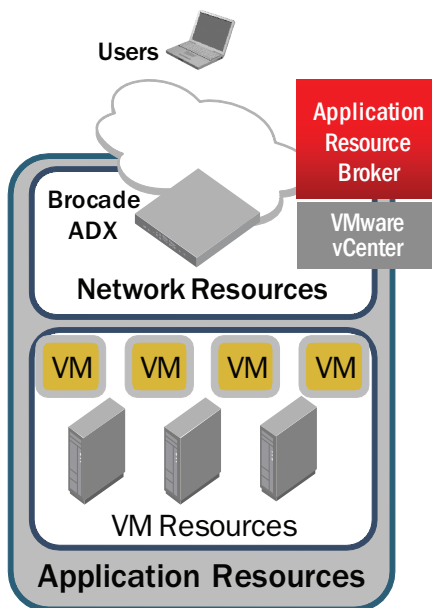 Users
Application
Resource
Broker
Brocade
ADX
VMware
vCenter
Network Resources
VM VM VM VM
VM Resources
Application Resources